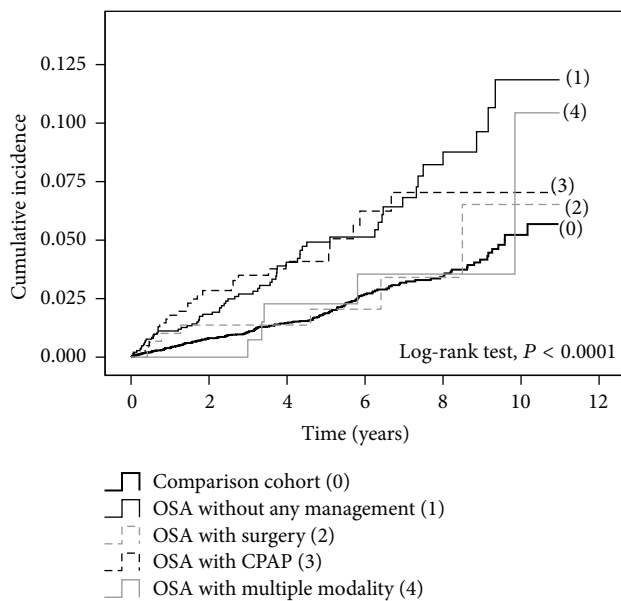 Cumulative incidence
0.125
0.100
0.075
0.050
0.025
0.000
(1)
(4)
(3)
(2)
(0)
Log-rank test, P < 0.0001
0 2 4 6 8 10 12
Time (years)
Comparison cohort (0)
OSA without any management (1)
OSA with surgery (2)
OSA with CPAP (3)
OSA with multiple modality (4)